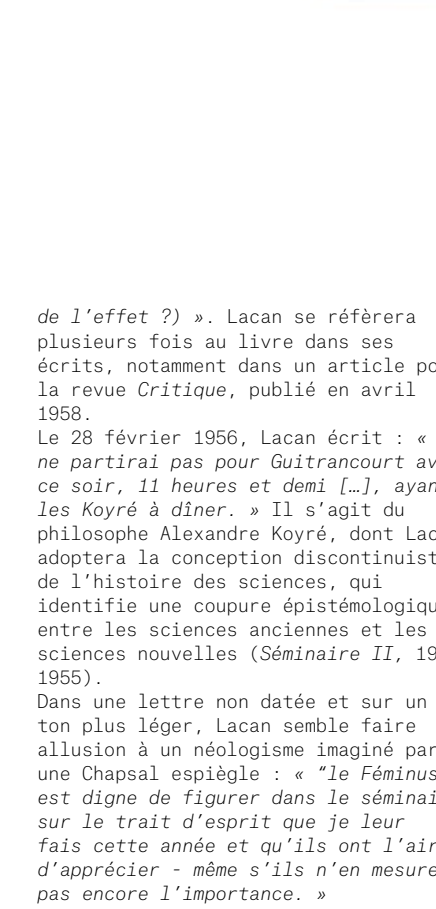 de l'effet ?) ». Lacan se réfèrera
plusieurs fois au livre dans ses
écrits, notamment dans un article po
la revue Critique, publié en avril
1958.
Le 28 février 1956, Lacan écrit : «
ne partirai pas pour Guitrancourt av
ce soir, 11 heures et demi […], ayan
les Koyré à dîner. » Il s'agit du
philosophe Alexandre Koyré, dont Lac
adoptera la conception discontinuist
de l'histoire des sciences, qui
identifie une coupure épistémologiqu
entre les sciences anciennes et les
sciences nouvelles (Séminaire II, 19
1955).
Dans une lettre non datée et sur un
ton plus léger, Lacan semble faire
allusion à un néologisme imaginé par
une Chapsal espiègle : « “le Féminus
est digne de figurer dans le séminai
sur le trait d'esprit que je leur
fais cette année et qu'ils ont l'air
d'apprécier - même s'ils n'en mesure
pas encore l'importance. »